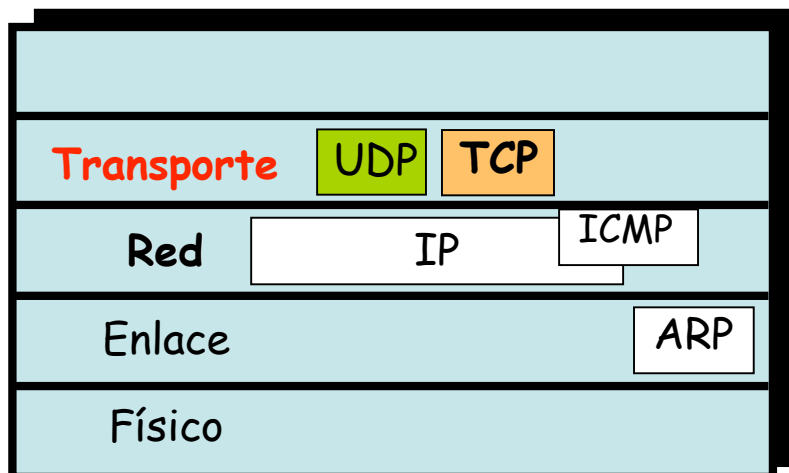 Transporte UDP TCP
Red IP ICMP
Enlace ARP
Físico